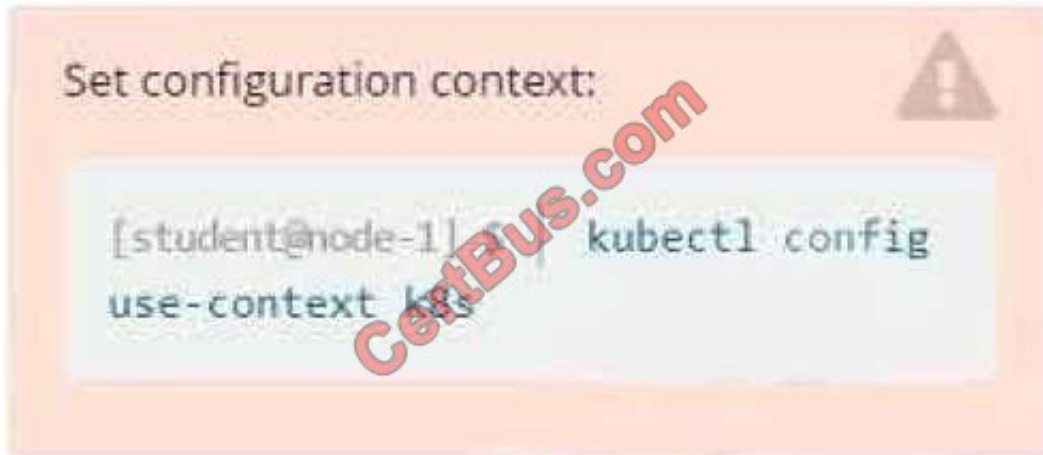 Set configuration context:
[student@node-1] $ | kubectl config
use-context k8s
CertBus.com